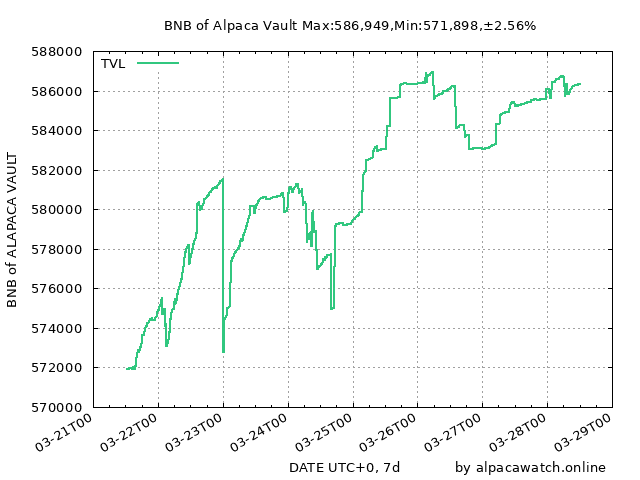 BNB of Alpaca Vault Max:586,949,Min:571,898,±2.56%
TVL
588000
586000
584000
582000
580000
578000
576000
574000
572000
570000
BNB of ALAPACA VAULT
03-21T00
03-22T00
03-23T00
03-24T00
03-25T00
03-26T00
03-27T00
03-28T00
03-29T00
DATE UTC+0, 7d
by alpacawatch.online